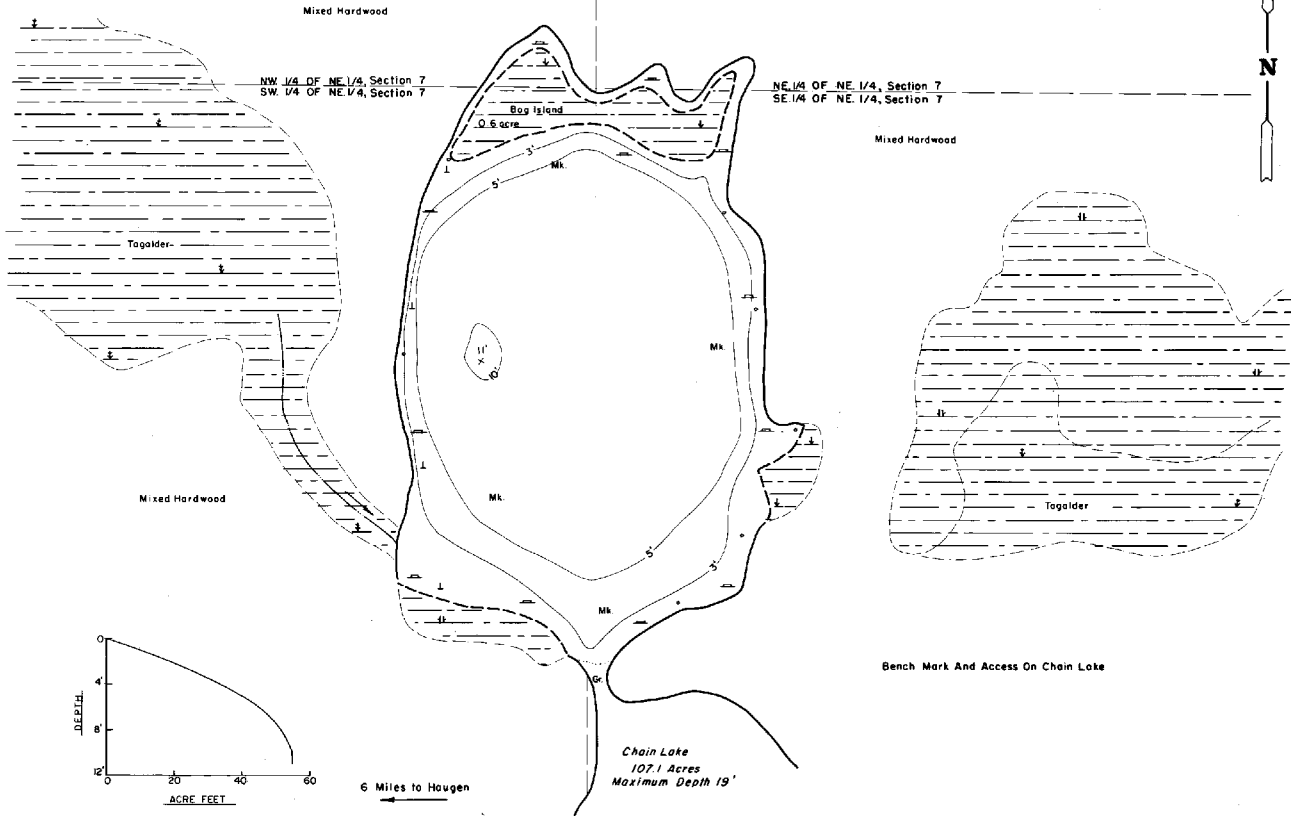 Mixed Hardwood
N
NW. 1/4 OF NE. 1/4, Section 7
SW. 1/4 OF NE. 1/4, Section 7
NE. 1/4 OF NE. 1/4, Section 7
SE. 1/4 OF NE. 1/4, Section 7
Bog Island
0.6 acre
Mixed Hardwood
3'
Mk.
5'
Tagalder
Mk.
11'
10'
Mixed Hardwood
Mk.
Tagalder
5'
3'
Mk.
Gr.
Bench Mark And Access On Chain Lake
0
4'
8'
12'
DEPTH
0 20 40 60
ACRE FEET
6 Miles to Haugen
Chain Lake
107.1 Acres
Maximum Depth 19'